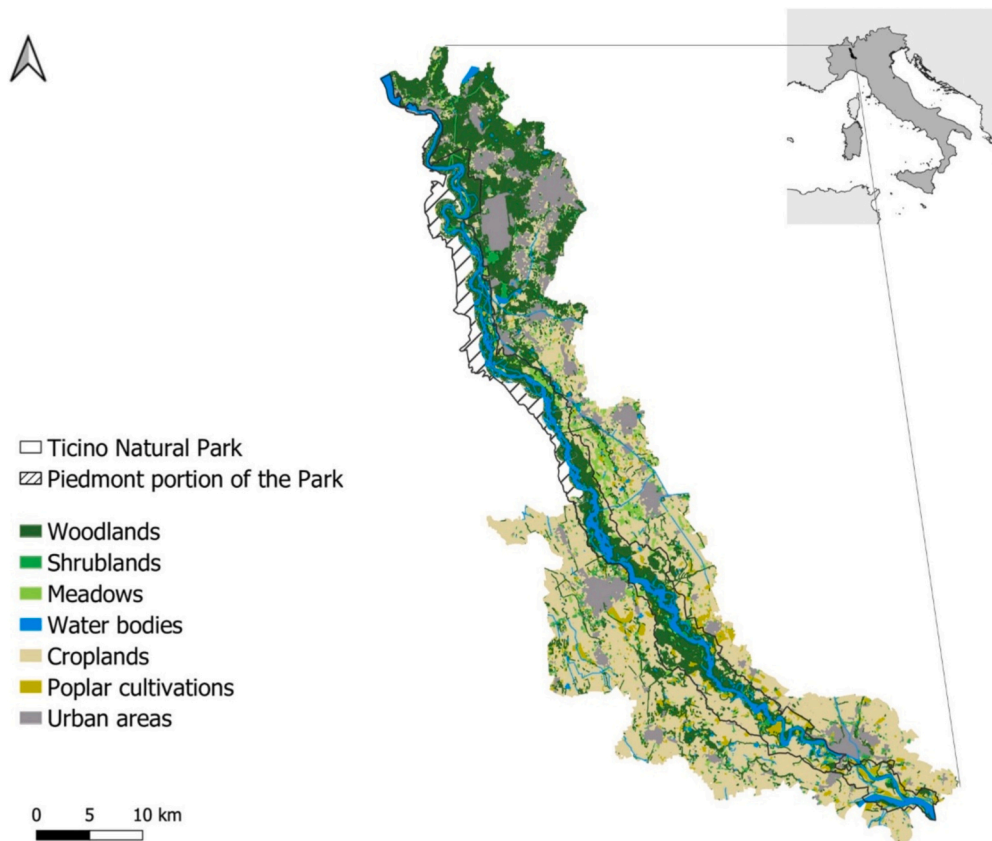 Ticino Natural Park
Piedmont portion of the Park
Woodlands
Shrublands
Meadows
Water bodies
Croplands
Poplar cultivations
Urban areas
0 5 10 km